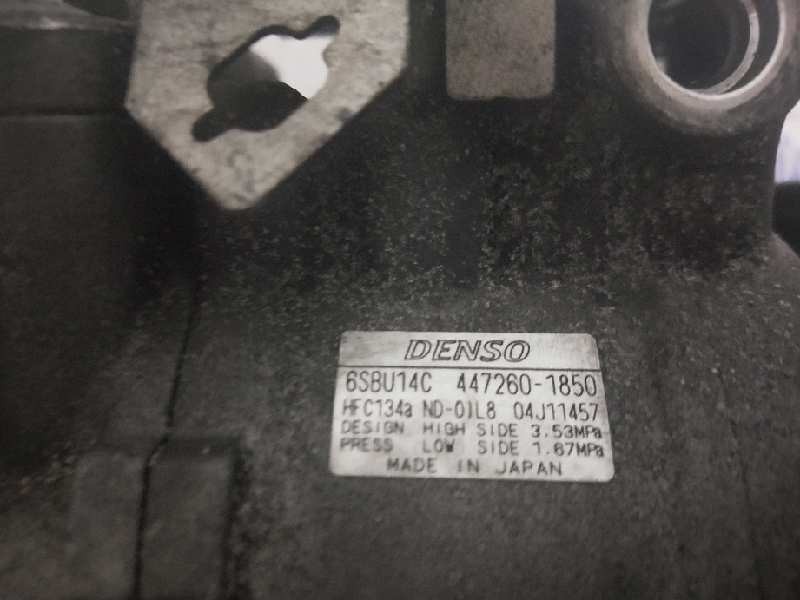 DENSO
6SBU14C 447260-1850
HFC134a ND-OIL8 04J11457
DESIGN HIGH SIDE 3.53MPa
PRESS LOW SIDE 1.67MPa
MADE IN JAPAN